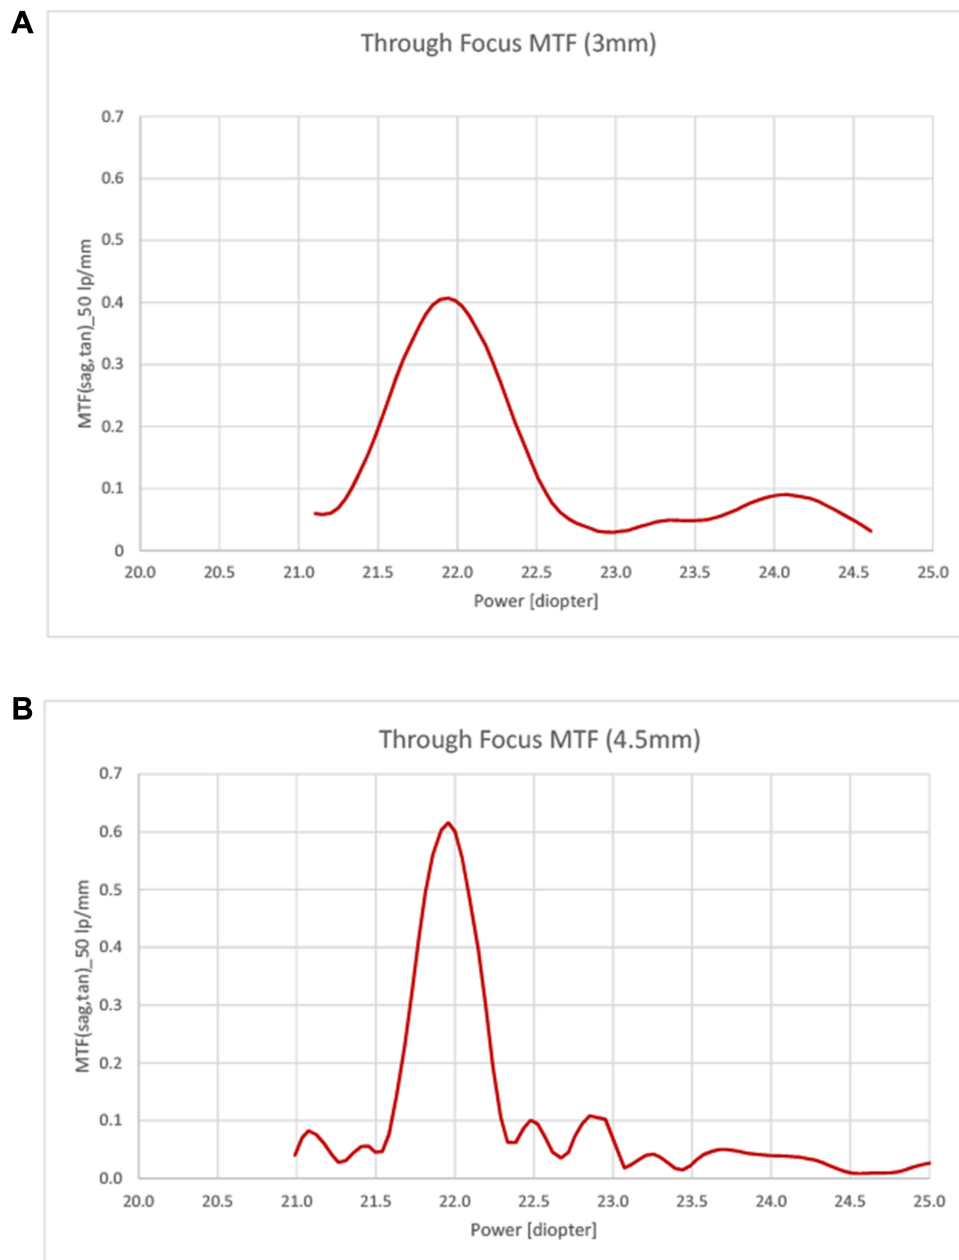 A
Through Focus MTF (3mm)
0.7
0.6
0.5
0.4
0.3
0.2
0.1
0
MTF(sag,tan)_50 lp/mm
20.0 20.5 21.0 21.5 22.0 22.5 23.0 23.5 24.0 24.5 25.0
Power [diopter]
B
Through Focus MTF (4.5mm)
0.7
0.6
0.5
0.4
0.3
0.2
0.1
0.0
MTF(sag,tan)_50 lp/mm
20.0 20.5 21.0 21.5 22.0 22.5 23.0 23.5 24.0 24.5 25.0
Power [diopter]